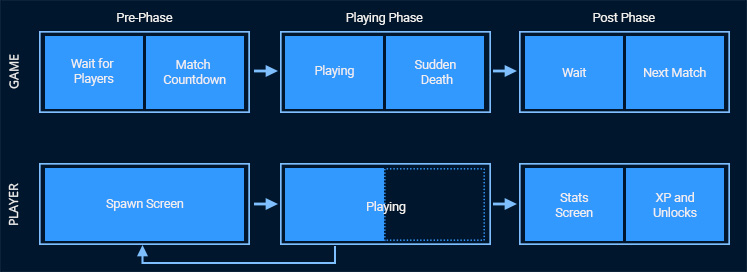 Pre-Phase
Playing Phase
Post Phase
GAME
Wait for
Players
Match
Countdown
Playing
Sudden
Death
Wait
Next Match
PLAYER
Spawn Screen
Playing
Stats
Screen
XP and
Unlocks